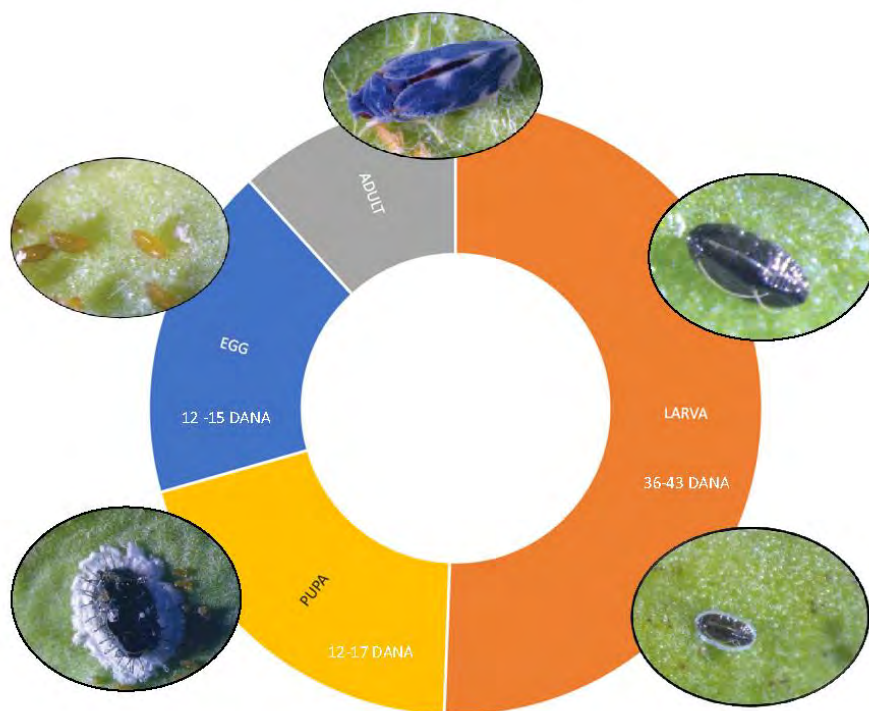 ADULT
EGG
12 -15 DANA
LARVA
36-43 DANA
PUPA
12-17 DANA